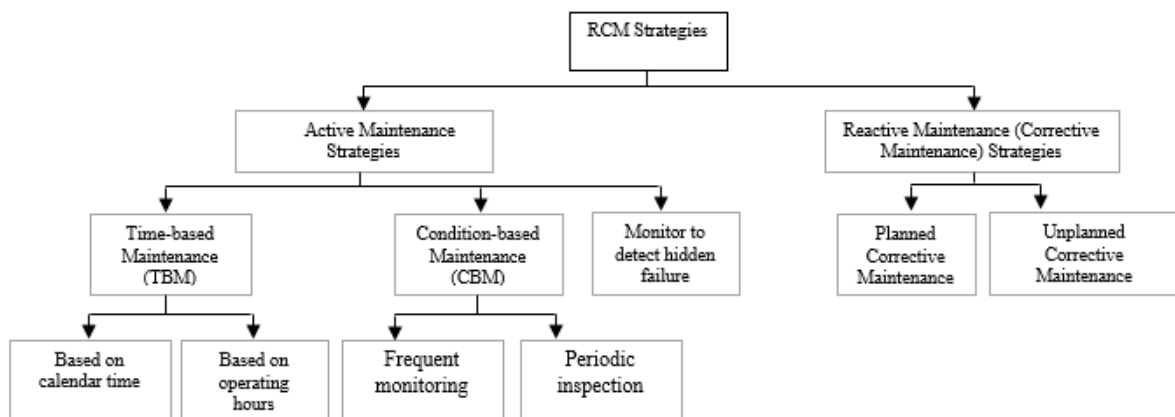 RCM Strategies
Active Maintenance
Strategies
Reactive Maintenance (Corrective
Maintenance) Strategies
Time-based
Maintenance
(TBM)
Condition-based
Maintenance
(CBM)
Monitor to
detect hidden
failure
Planned
Corrective
Maintenance
Unplanned
Corrective
Maintenance
Based on
calendar time
Based on
operating
hours
Frequent
monitoring
Periodic
inspection